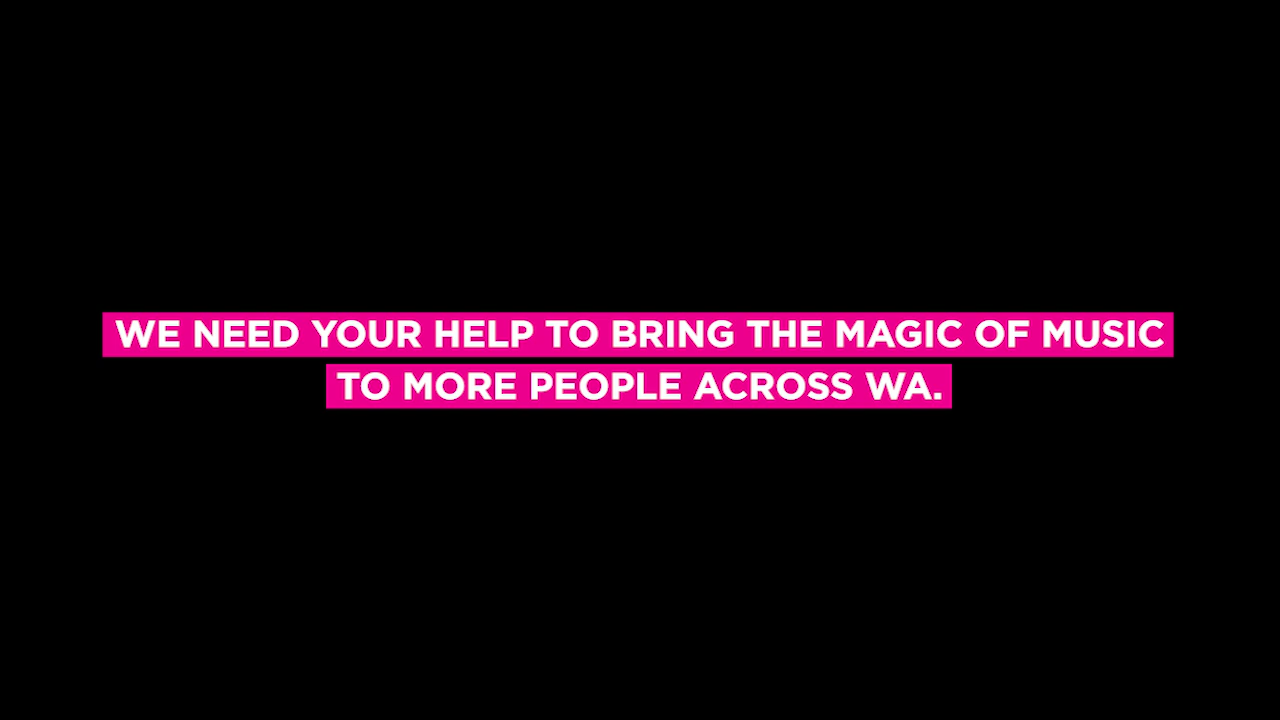 WE NEED YOUR HELP TO BRING THE MAGIC OF MUSIC
TO MORE PEOPLE ACROSS WA.